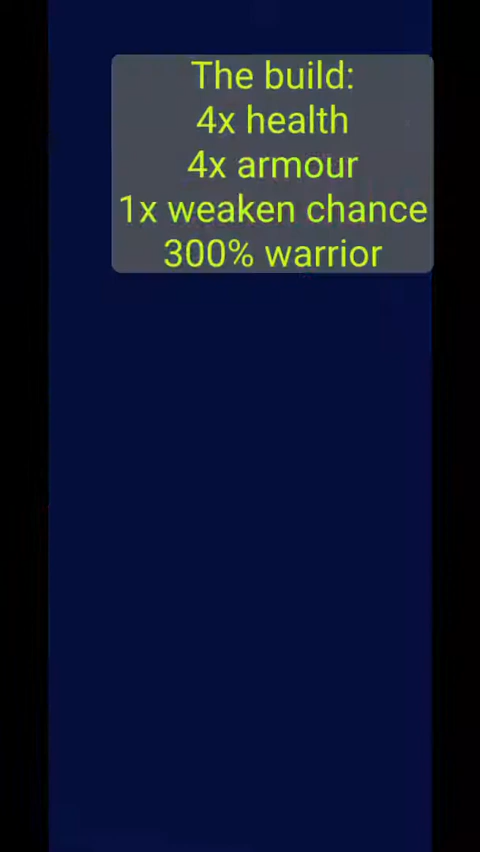 The build:
4x health
4x armour
1x weaken chance
300% warrior